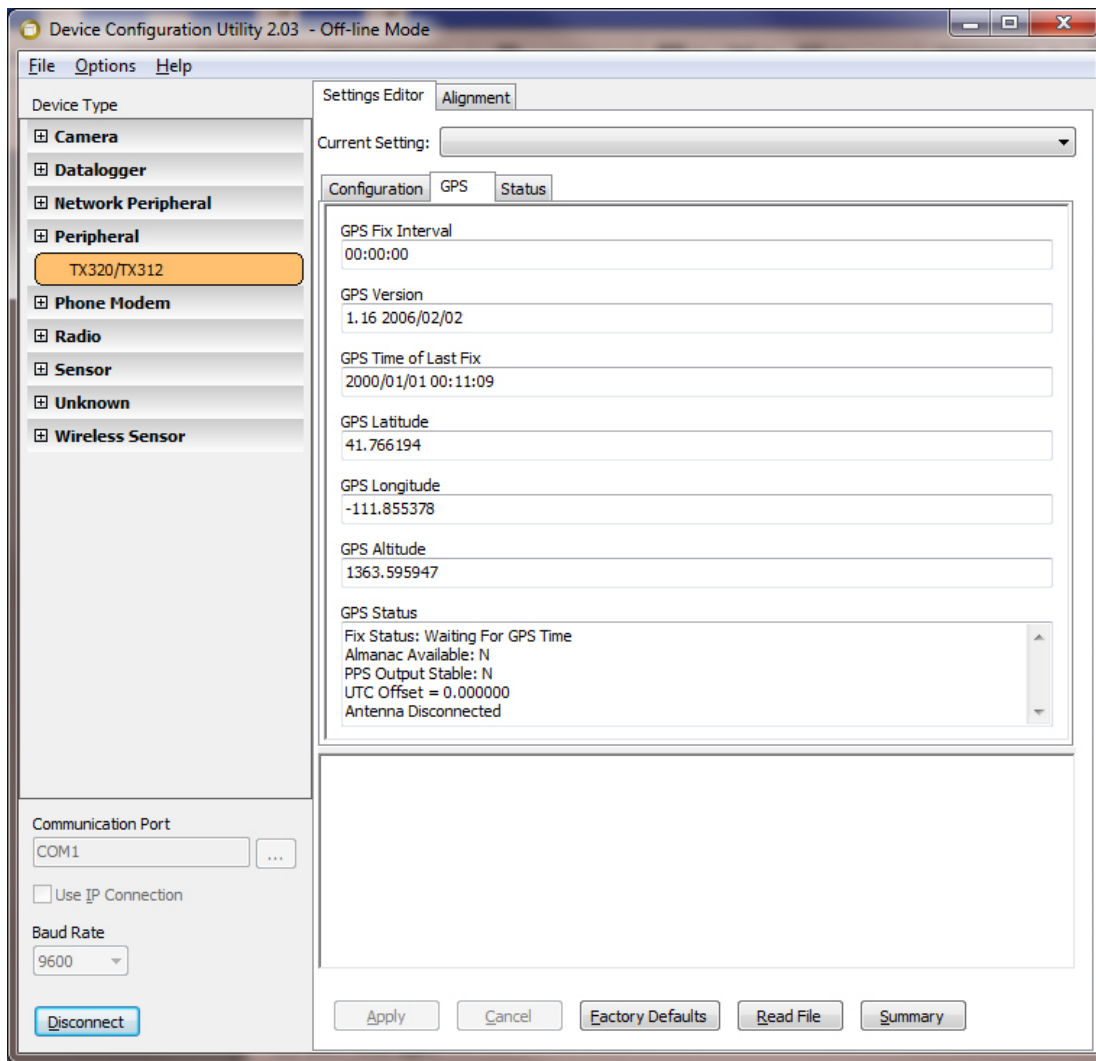 Device Configuration Utility 2.03 - Off-line Mode
File Options Help
Device Type
Camera
Datalogger
Network Peripheral
Peripheral
TX320/TX312
Phone Modem
Radio
Sensor
Unknown
Wireless Sensor
Communication Port
COM1
...
Use IP Connection
Baud Rate
9600
Disconnect
Settings Editor Alignment
Current Setting:
Configuration GPS Status
GPS Fix Interval
00:00:00
GPS Version
1.16 2006/02/02
GPS Time of Last Fix
2000/01/01 00:11:09
GPS Latitude
41.766194
GPS Longitude
-111.855378
GPS Altitude
1363.595947
GPS Status
Fix Status: Waiting For GPS Time
Almanac Available: N
PPS Output Stable: N
UTC Offset = 0.000000
Antenna Disconnected
Apply Cancel Factory Defaults Read File Summary